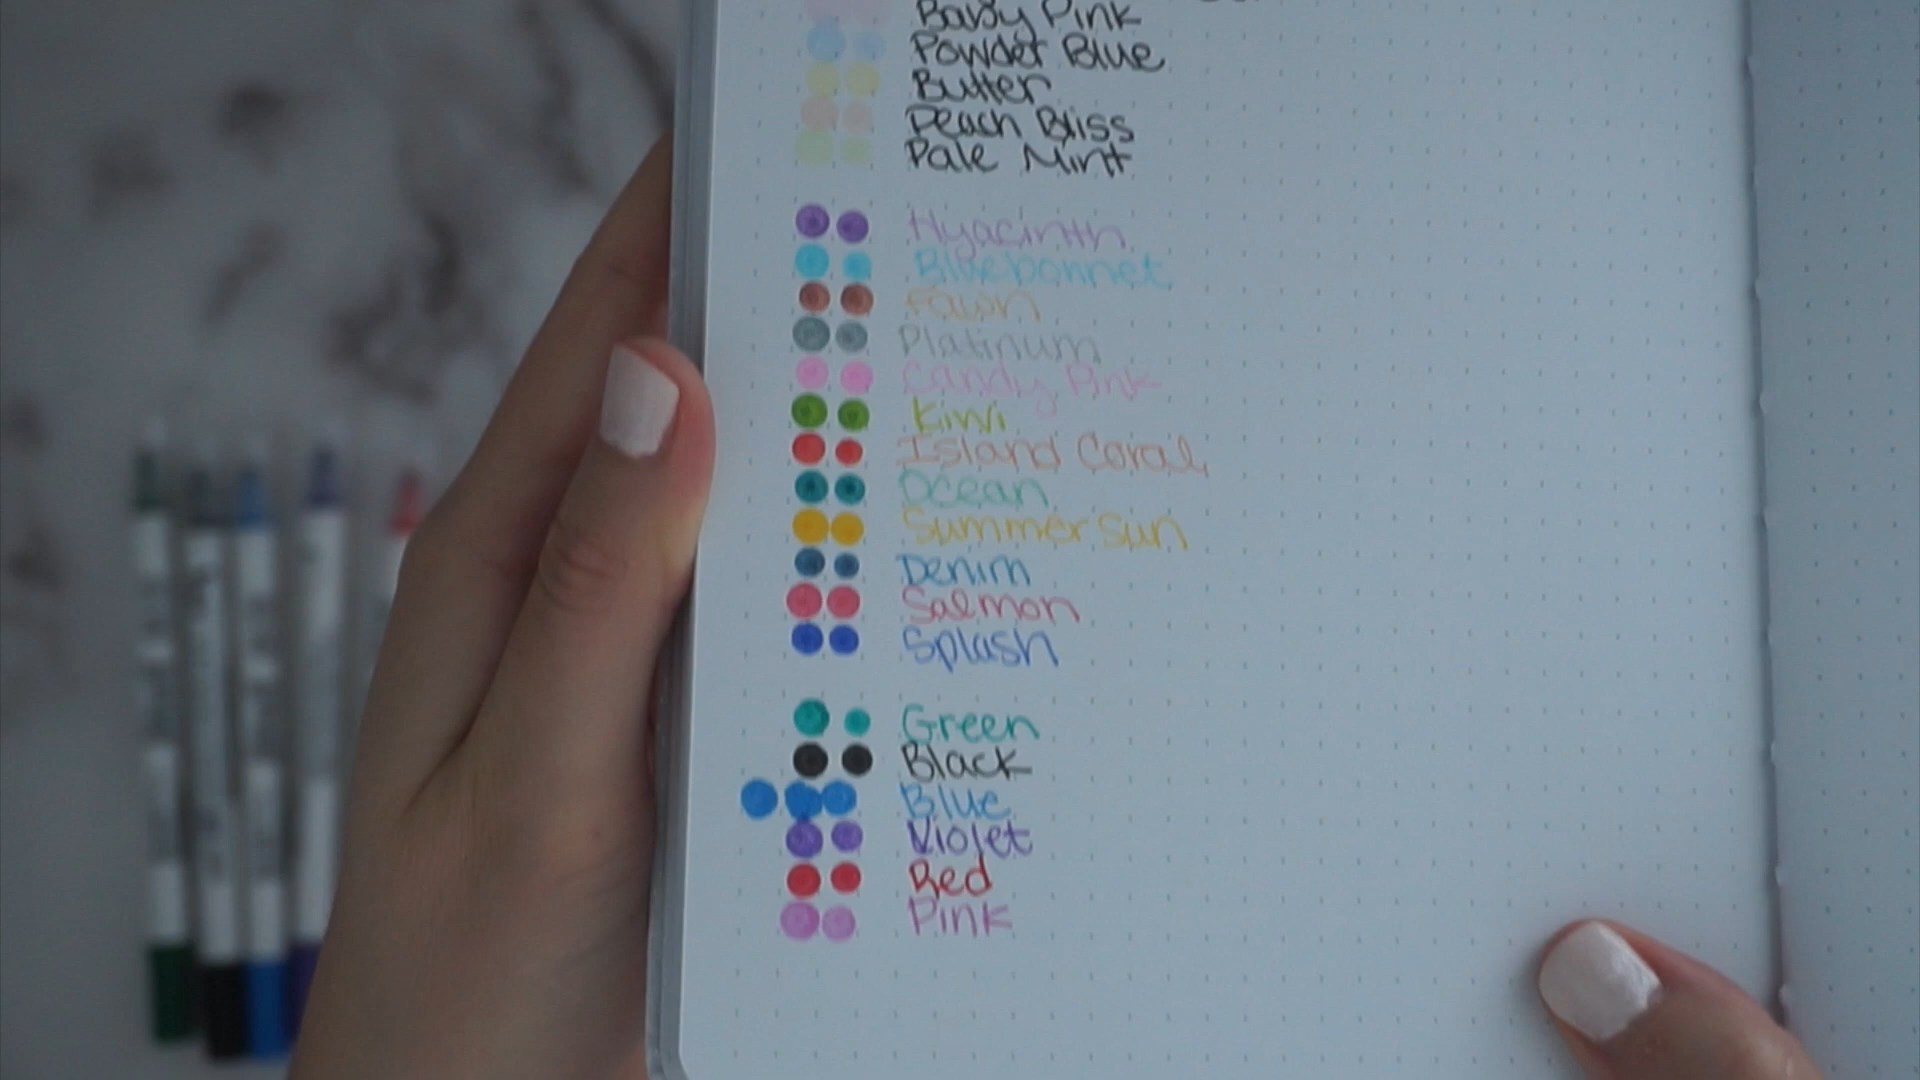 Baby Pink
Powder Blue
Butter
Peach Bliss
Pale Mint
Hyacinth
Bluebonnet
Fawn
Platinum
Candy Pink
Kiwi
Island Coral
Ocean
Summer Sun
Denim
Salmon
Splash
Green
Black
Blue
Violet
Red
Pink